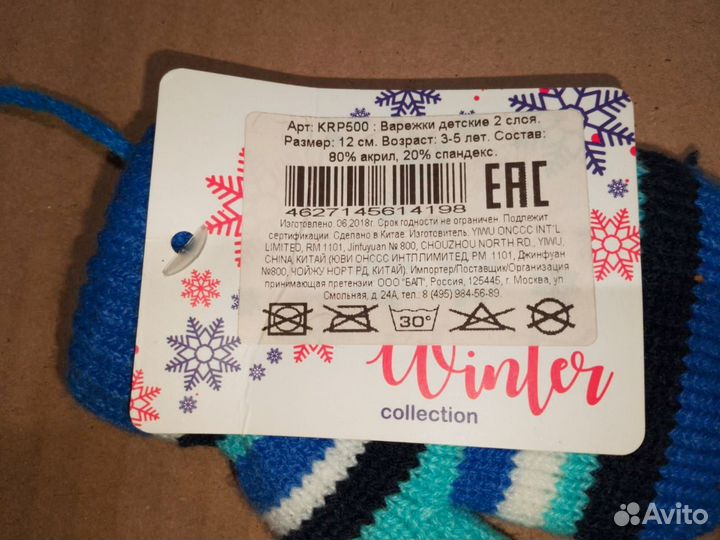 Арт: KRP500 : Варежки детские 2 слоя.
Размер: 12 см. Возраст: 3-5 лет. Состав:
80% акрил, 20% спандекс.
4627145614198
EAC
Изготовлено: 06,2018г. Срок годности не ограничен. Подлежит
сертификации. Сделано в Китае. Изготовитель: YIWU ONCCC INT'L
LIMITED, RM 1101, Jinfuyuan № 800, CHOUZHOU NORTH RD., YIWU,
CHINA, КИТАЙ (ЮВИ ОНССС ИНТЛ ЛИМИТЕД, РМ 1101, Джинфуан
№800, ЧОЙЖУ НОРТ РД, КИТАЙ). Импортер/Поставщик/Организация
принимающая претензии: ООО "БАП", Россия, 125445, г. Москва, ул.
Смольная, д. 24А, тел.: 8 (495) 984-56-89.
30°
Winter
collection
Avito